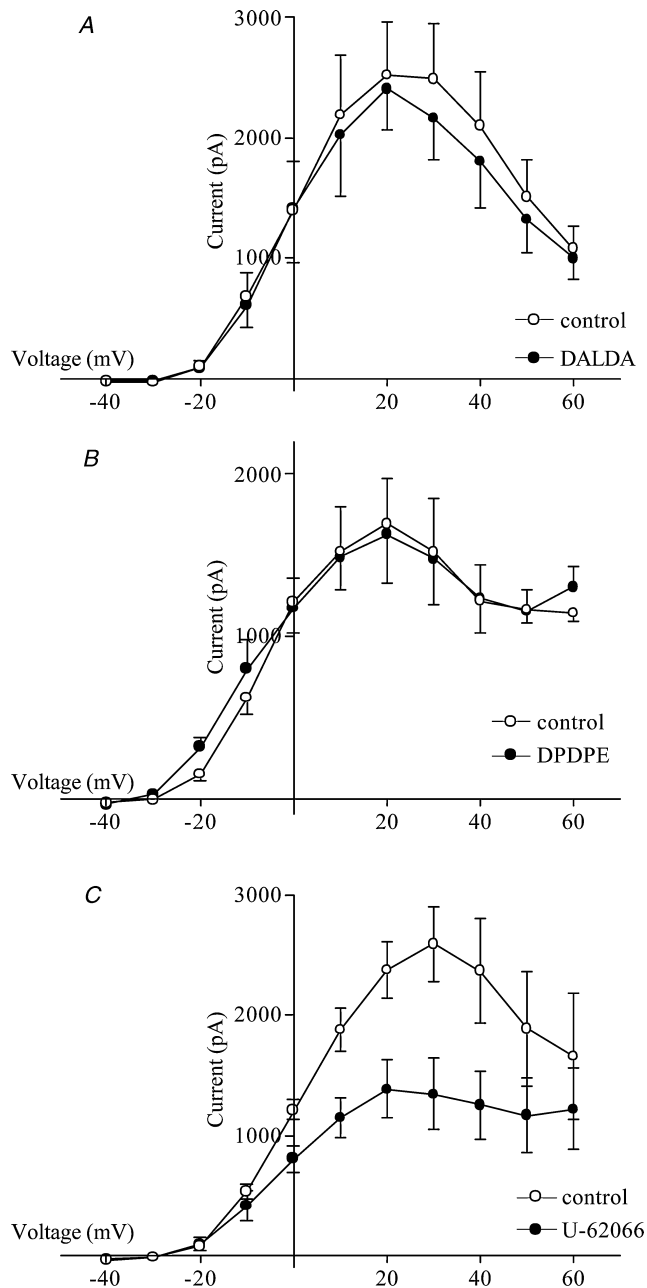 A
3000
2000
1000
Current (pA)
control
DALDA
Voltage (mV)
-40 -20 20 40 60
B
2000
1000
Current (pA)
control
DPDPE
Voltage (mV)
-40 -20 20 40 60
C
3000
2000
1000
Current (pA)
control
U-62066
Voltage (mV)
-40 -20 20 40 60